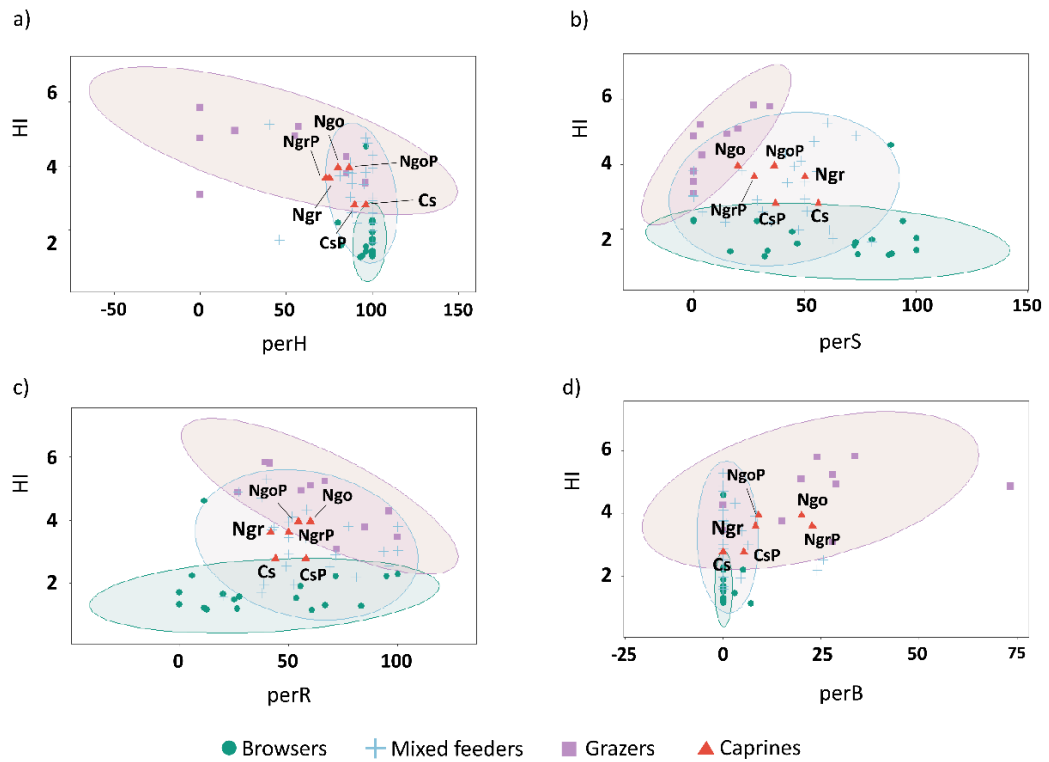 a)
HI
6
4
2
Ngo
NgrP
NgoP
Ngr
Cs
CsP
-50 0 50 100 150
perH
b)
HI
6
4
2
Ngo
NgoP
Ngr
NgrP
CsP
Cs
0 50 100 150
perS
c)
HI
6
4
2
NgoP
Ngo
Ngr
NgrP
Cs
CsP
0 50 100
perR
d)
HI
6
4
2
NgoP
Ngo
Ngr
NgrP
CsP
Cs
-25 0 25 50 75
perB
Browsers Mixed feeders Grazers Caprines